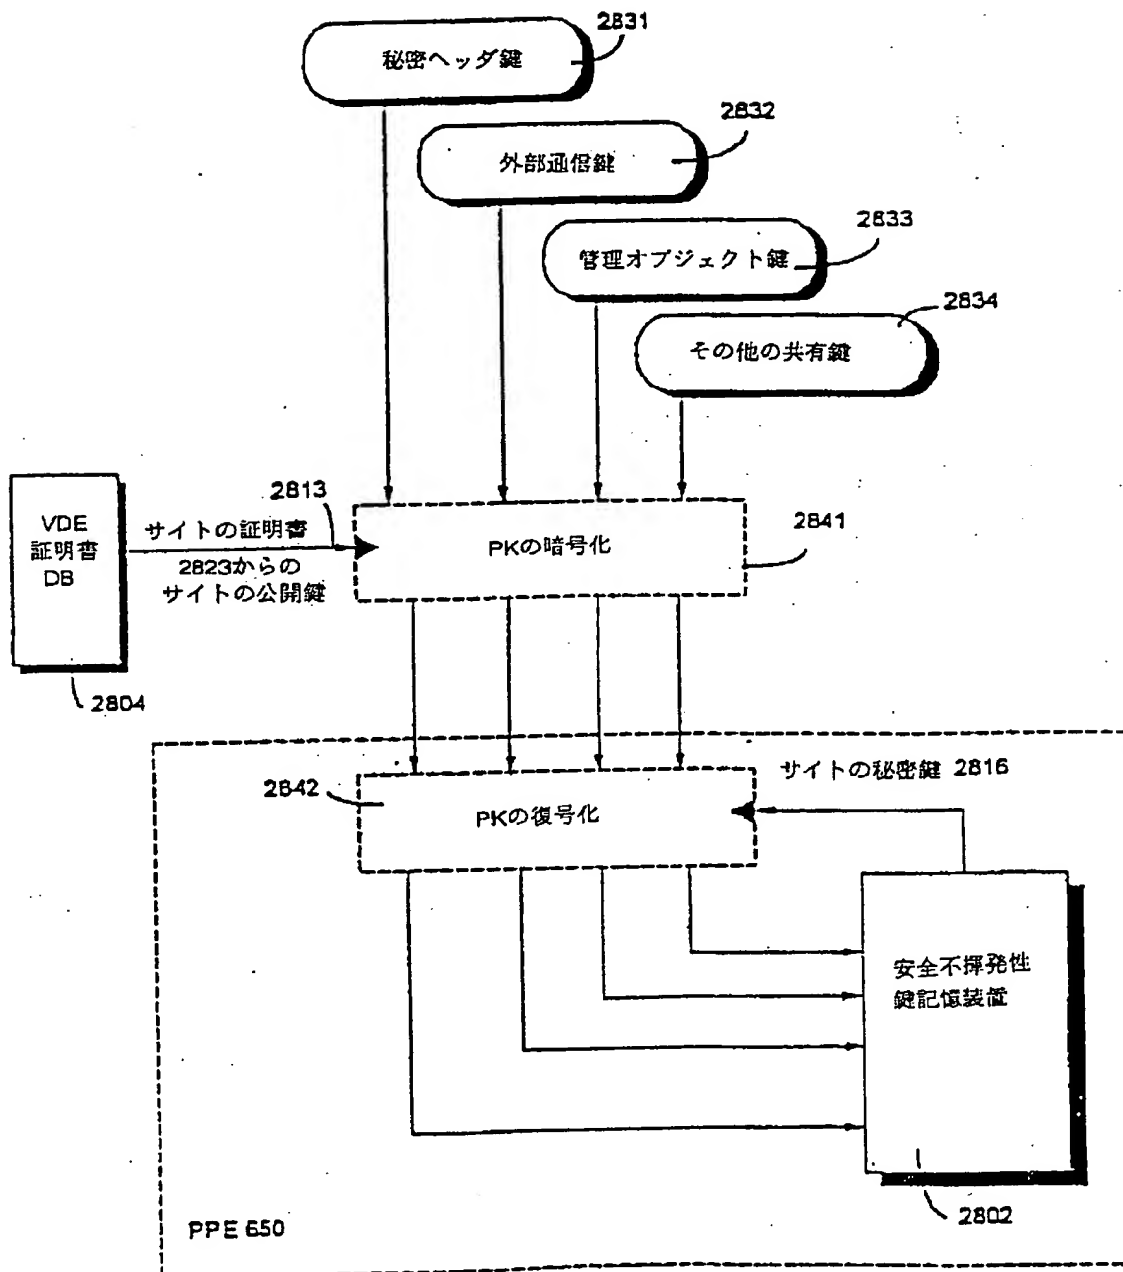 2831
秘密ヘッダ鍵
2832
外部通信鍵
2833
管理オブジェクト鍵
2834
その他の共有鍵
2813
2841
VDE
証明書
DB
サイトの証明書
2823からの
サイトの公開鍵
PKの暗号化
2804
サイトの秘密鍵 2816
2842
PKの復号化
安全不揮発性
鍵記憶装置
2802
PPE 650